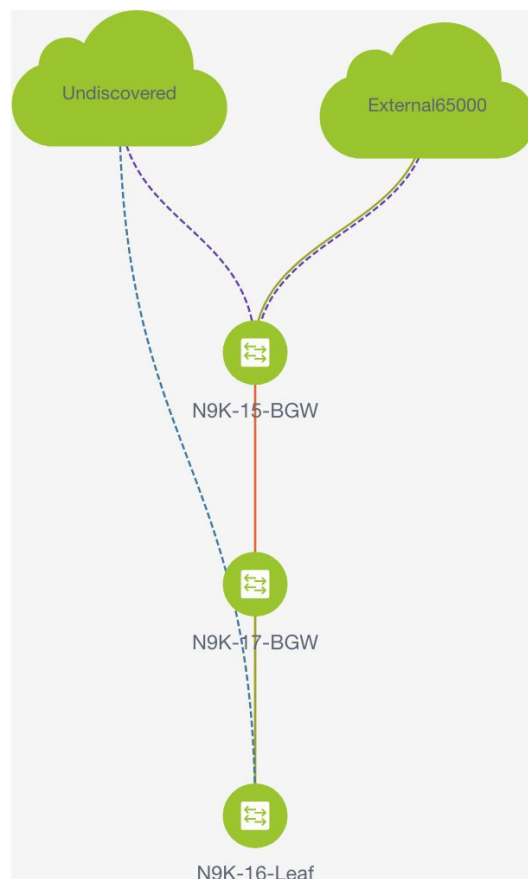 Undiscovered
External65000
N9K-15-BGW
N9K-17-BGW
N9K-16-Leaf